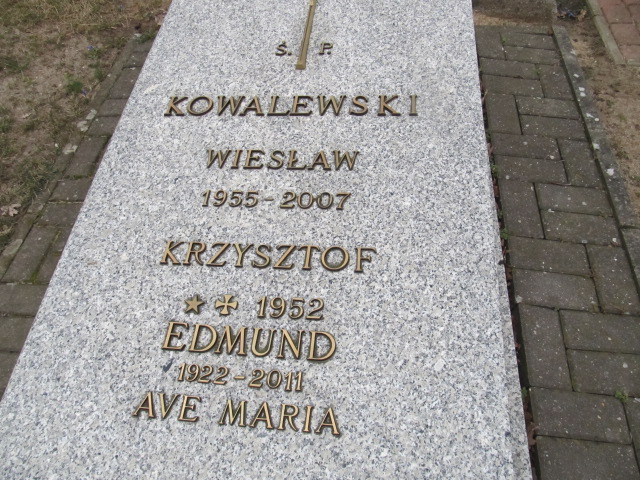 Ś. P.
KOWALEWSKI
WIESŁAW
1955-2007
KRZYSZTOF
★ ✠ 1952
EDMUND
1922-2011
AVE MARIA